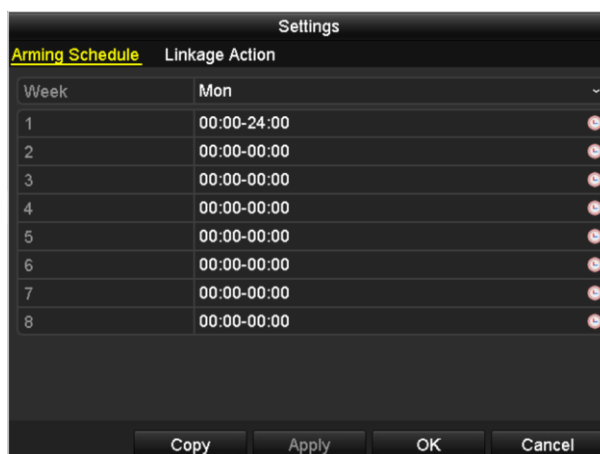 Settings
Arming Schedule Linkage Action
Week Mon
1 00:00-24:00
2 00:00-00:00
3 00:00-00:00
4 00:00-00:00
5 00:00-00:00
6 00:00-00:00
7 00:00-00:00
8 00:00-00:00
Copy Apply OK Cancel